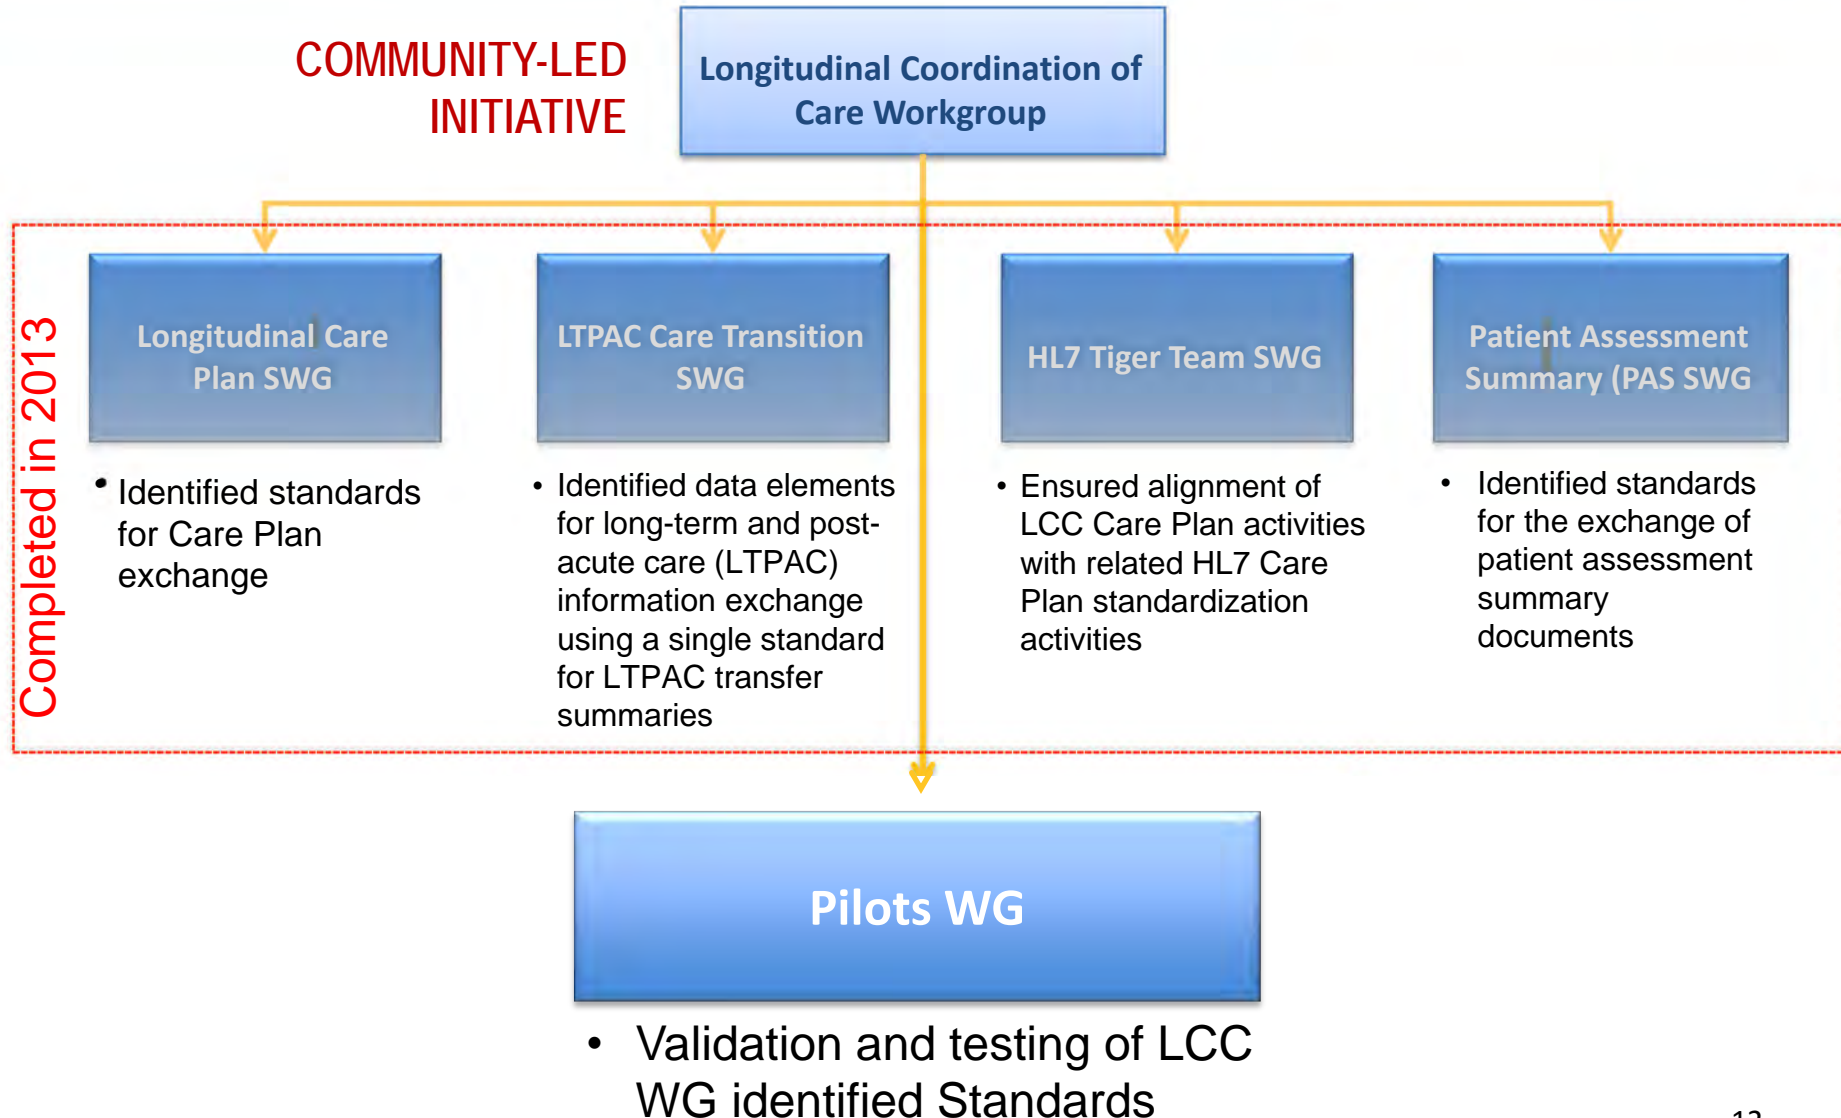 COMMUNITY-LED
INITIATIVE
Longitudinal Coordination of
Care Workgroup
Completed in 2013
Longitudinal Care
Plan SWG
• Identified standards
for Care Plan
exchange
LTPAC Care Transition
SWG
• Identified data elements
for long-term and post-
acute care (LTPAC)
information exchange
using a single standard
for LTPAC transfer
summaries
HL7 Tiger Team SWG
• Ensured alignment of
LCC Care Plan activities
with related HL7 Care
Plan standardization
activities
Patient Assessment
Summary (PAS SWG
• Identified standards
for the exchange of
patient assessment
summary
documents
Pilots WG
• Validation and testing of LCC
WG identified Standards